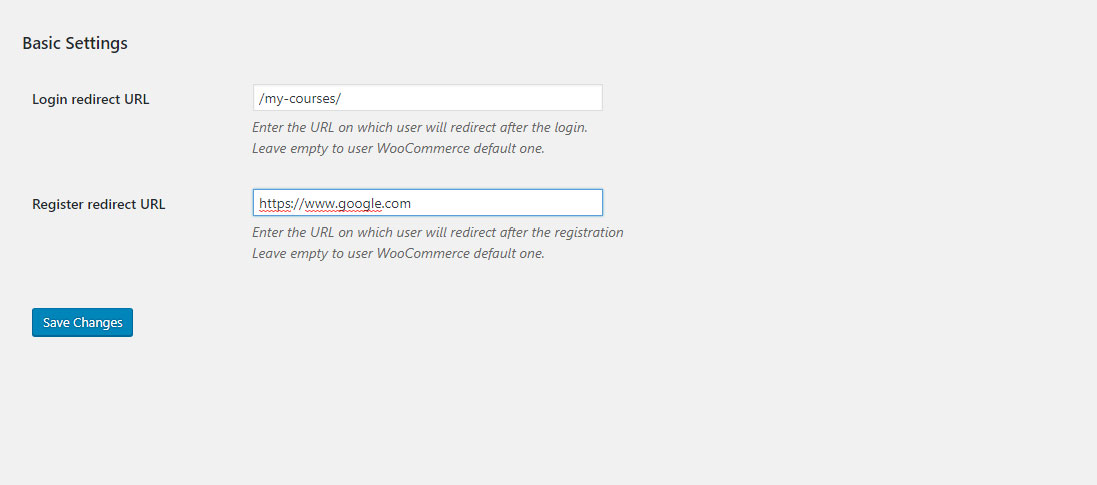 Basic Settings
Login redirect URL
/my-courses/
Enter the URL on which user will redirect after the login.
Leave empty to user WooCommerce default one.
Register redirect URL
https://www.google.com
Enter the URL on which user will redirect after the registration
Leave empty to user WooCommerce default one.
Save Changes